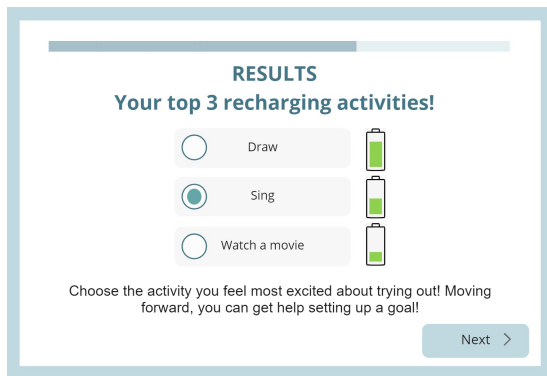 RESULTS
Your top 3 recharging activities!
Draw
Sing
Watch a movie
Choose the activity you feel most excited about trying out! Moving
forward, you can get help setting up a goal!
Next